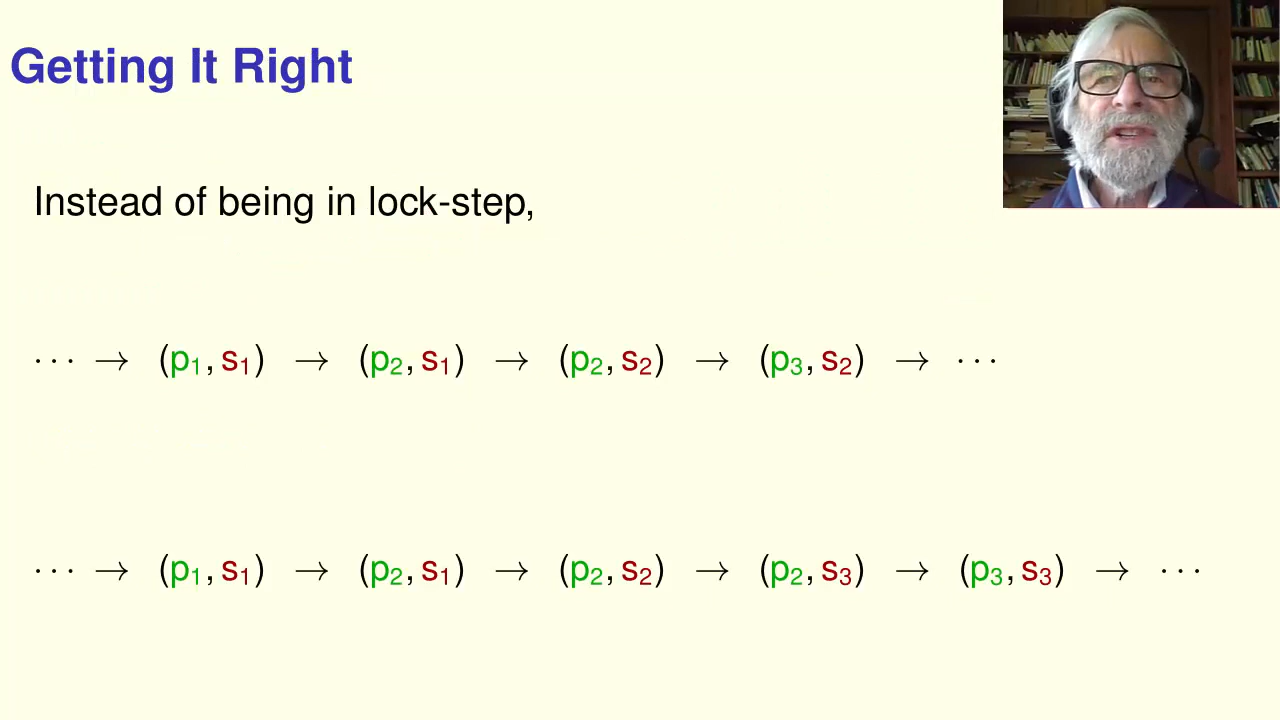 Getting It Right
Instead of being in lock-step,
··· → (p₁, s₁) → (p₂, s₁) → (p₂, s₂) → (p₃, s₂) → ···
··· → (p₁, s₁) → (p₂, s₁) → (p₂, s₂) → (p₂, s₃) → (p₃, s₃) → ···